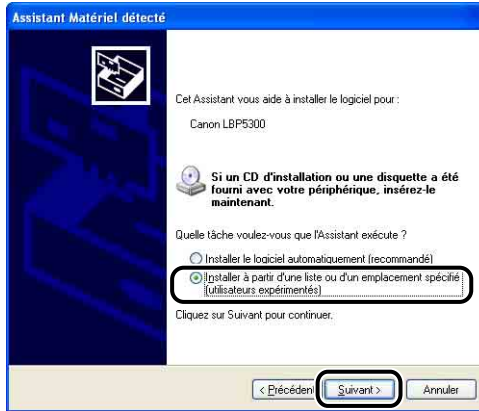 Assistant Matériel détecté
Cet Assistant vous aide à installer le logiciel pour :
Canon LBP5300
Si un CD d'installation ou une disquette a été
fourni avec votre périphérique, insérez-le
maintenant.
Quelle tâche voulez-vous que l'Assistant exécute ?
Installer le logiciel automatiquement (recommandé)
Installer à partir d'une liste ou d'un emplacement spécifié
(utilisateurs expérimentés)
Cliquez sur Suivant pour continuer.
< Précédent Suivant > Annuler